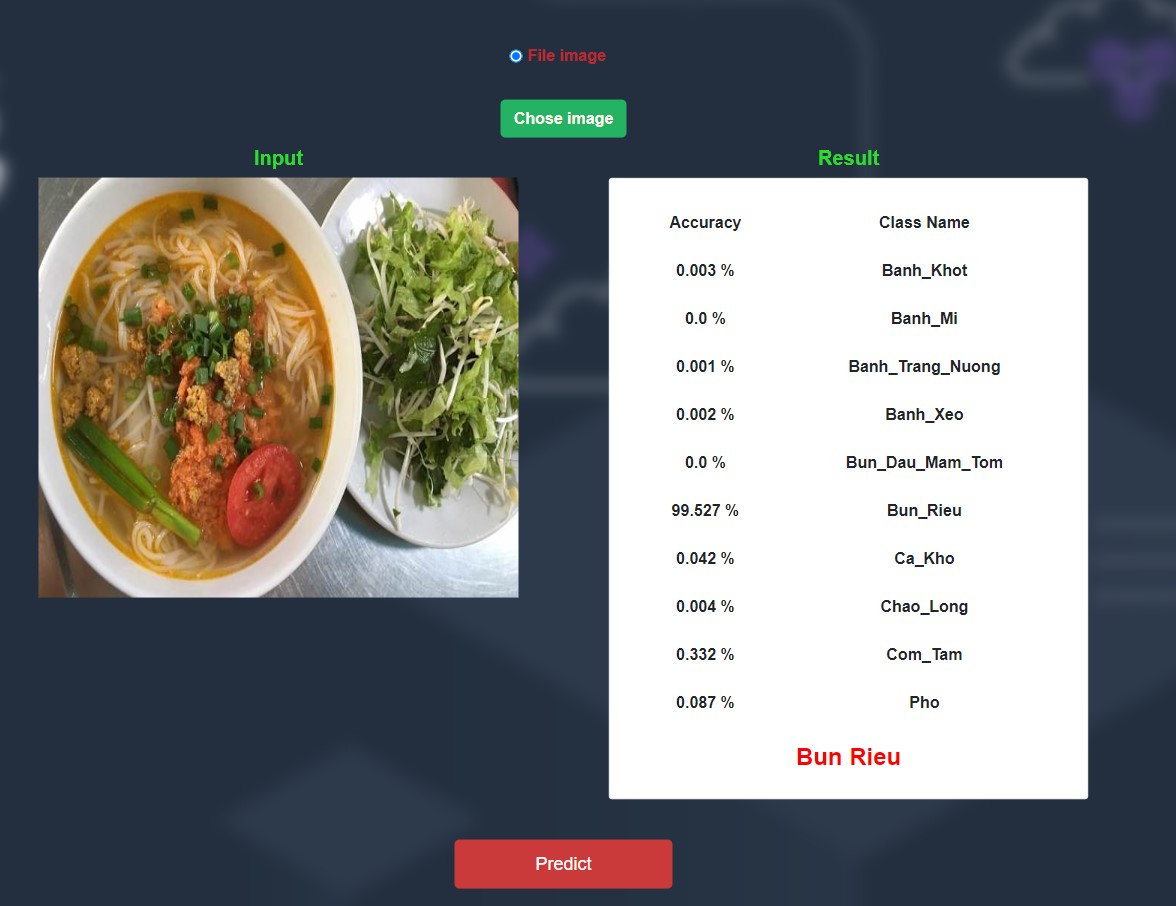 File image
Chose image
Input
Result
Accuracy Class Name
0.003 % Banh_Khot
0.0 % Banh_Mi
0.001 % Banh_Trang_Nuong
0.002 % Banh_Xeo
0.0 % Bun_Dau_Mam_Tom
99.527 % Bun_Rieu
0.042 % Ca_Kho
0.004 % Chao_Long
0.332 % Com_Tam
0.087 % Pho
Bun Rieu
Predict